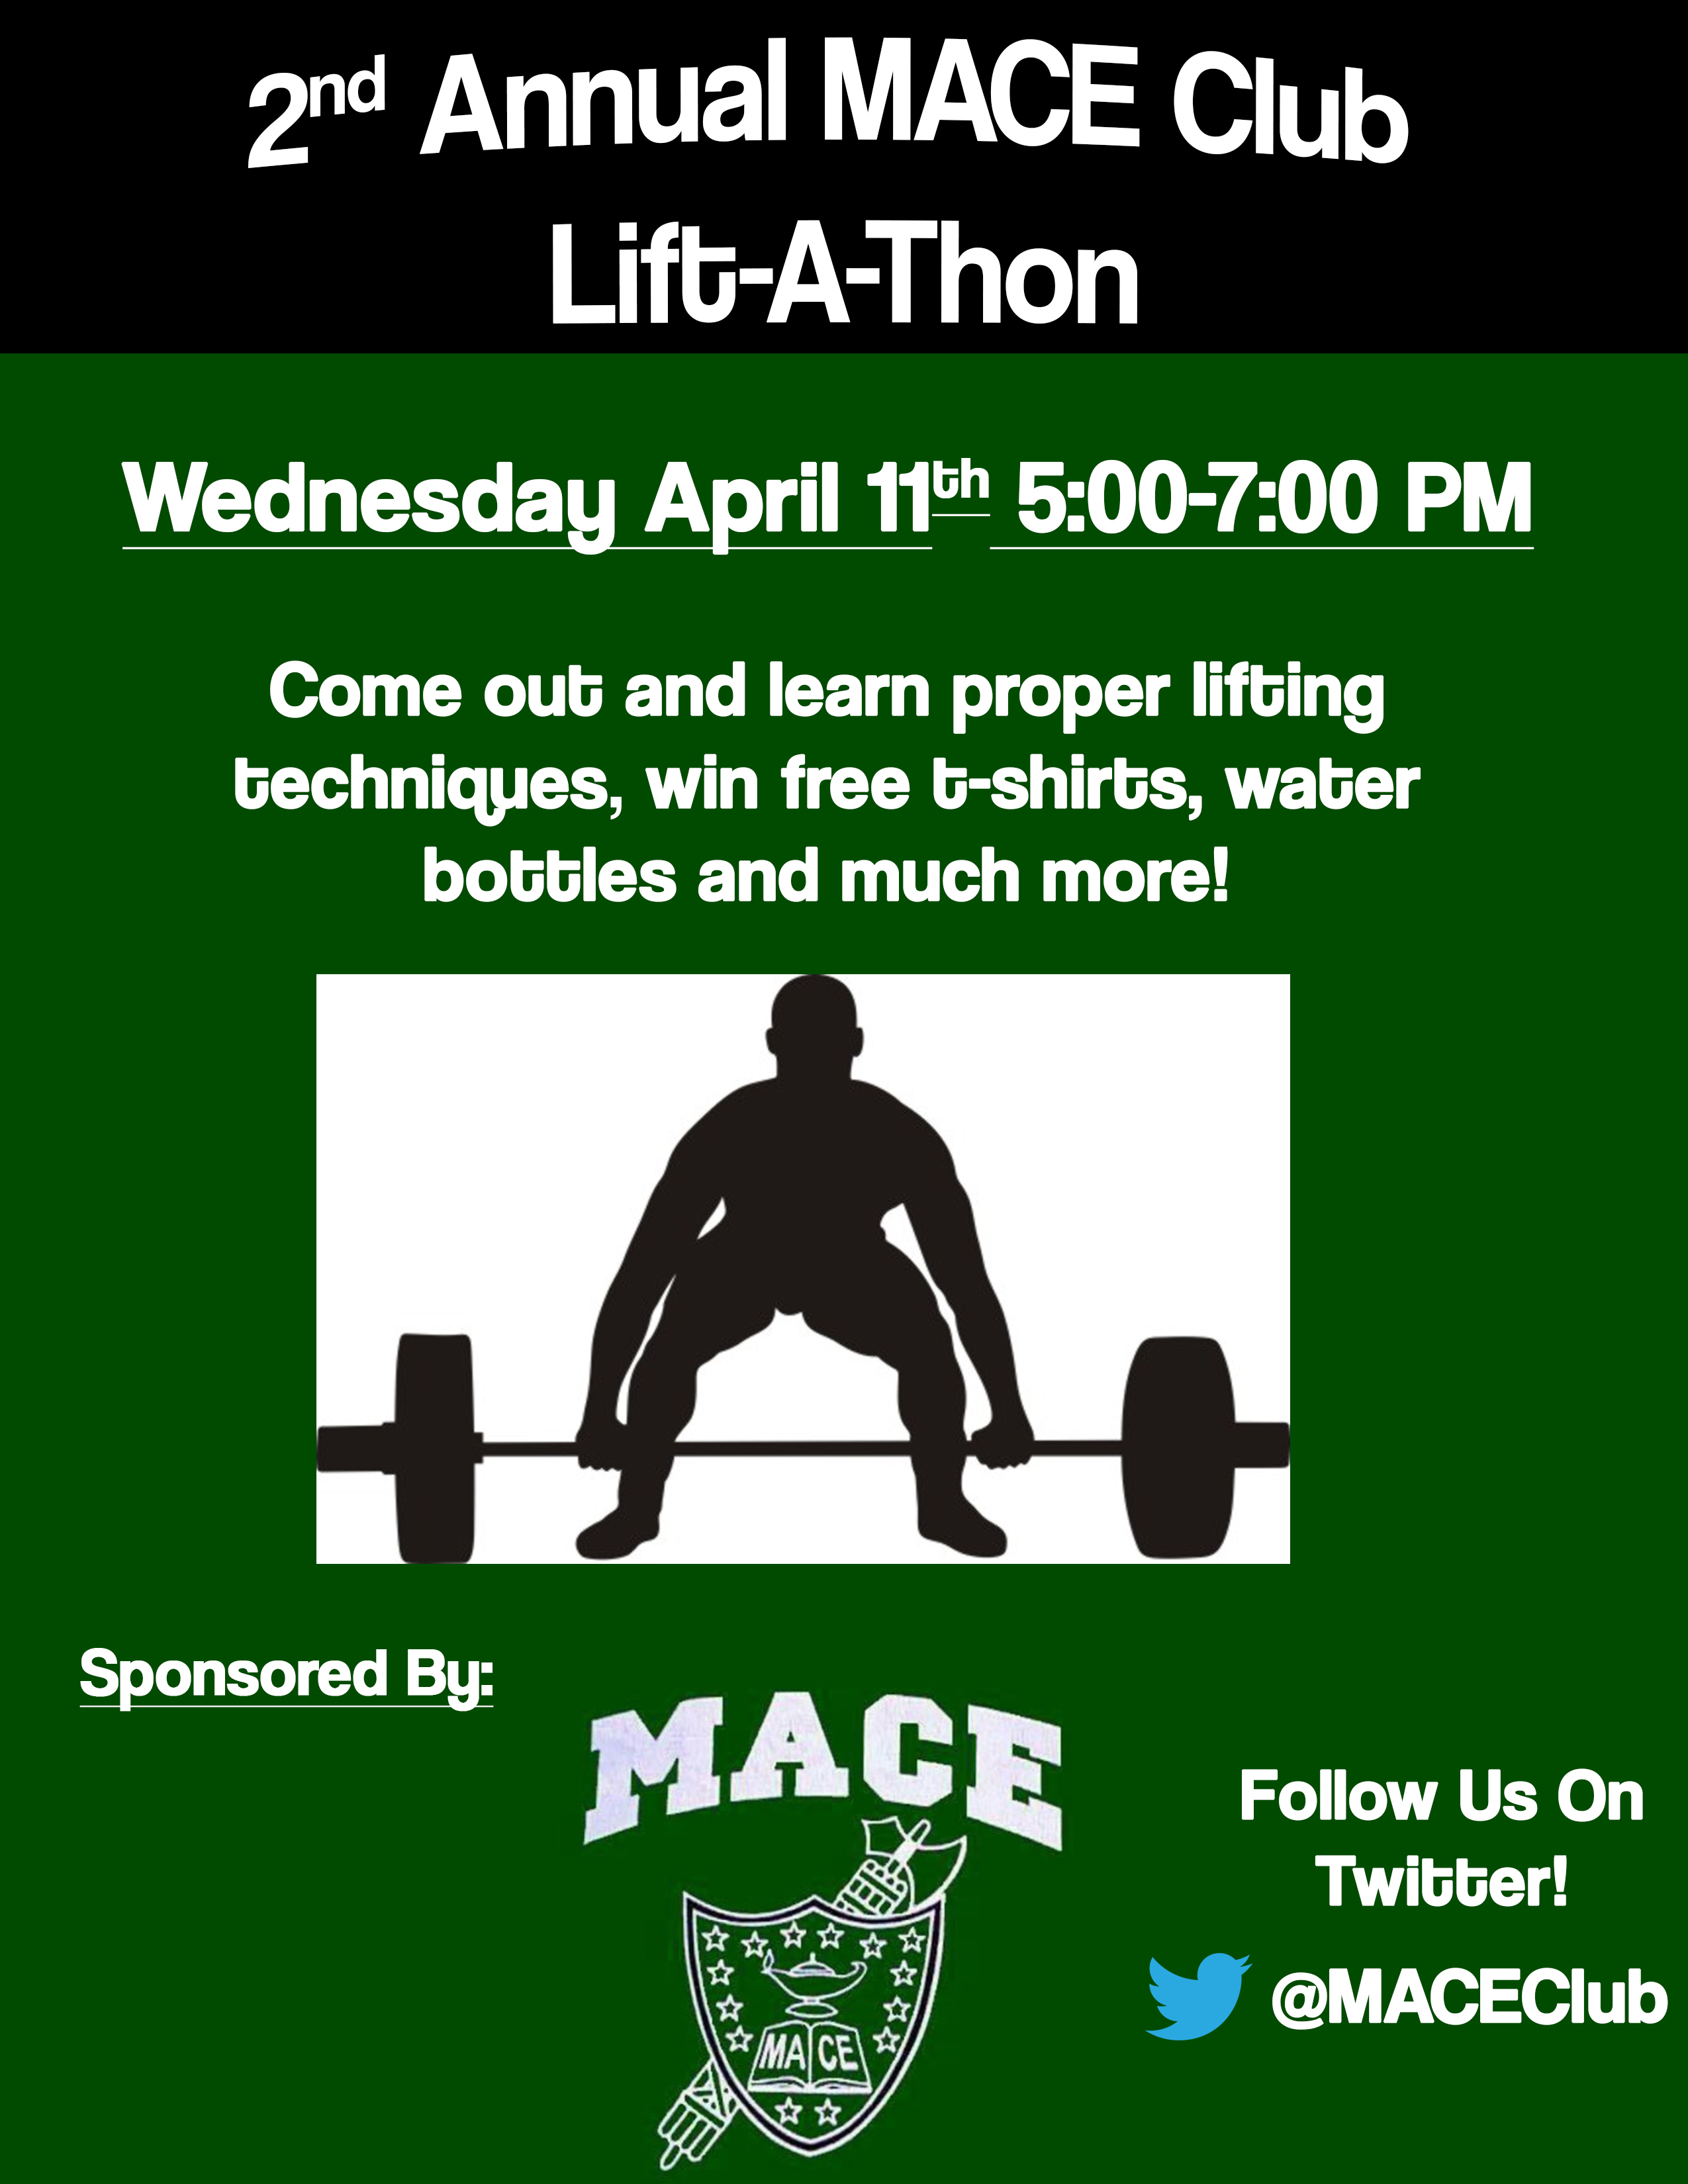 2nd Annual MACE Club
Lift-A-Thon
Wednesday April 11th 5:00-7:00 PM
Come out and learn proper lifting
techniques, win free t-shirts, water
bottles and much more!
Sponsored By:
MACE
MA CE
Follow Us On
Twitter!
@MACEClub